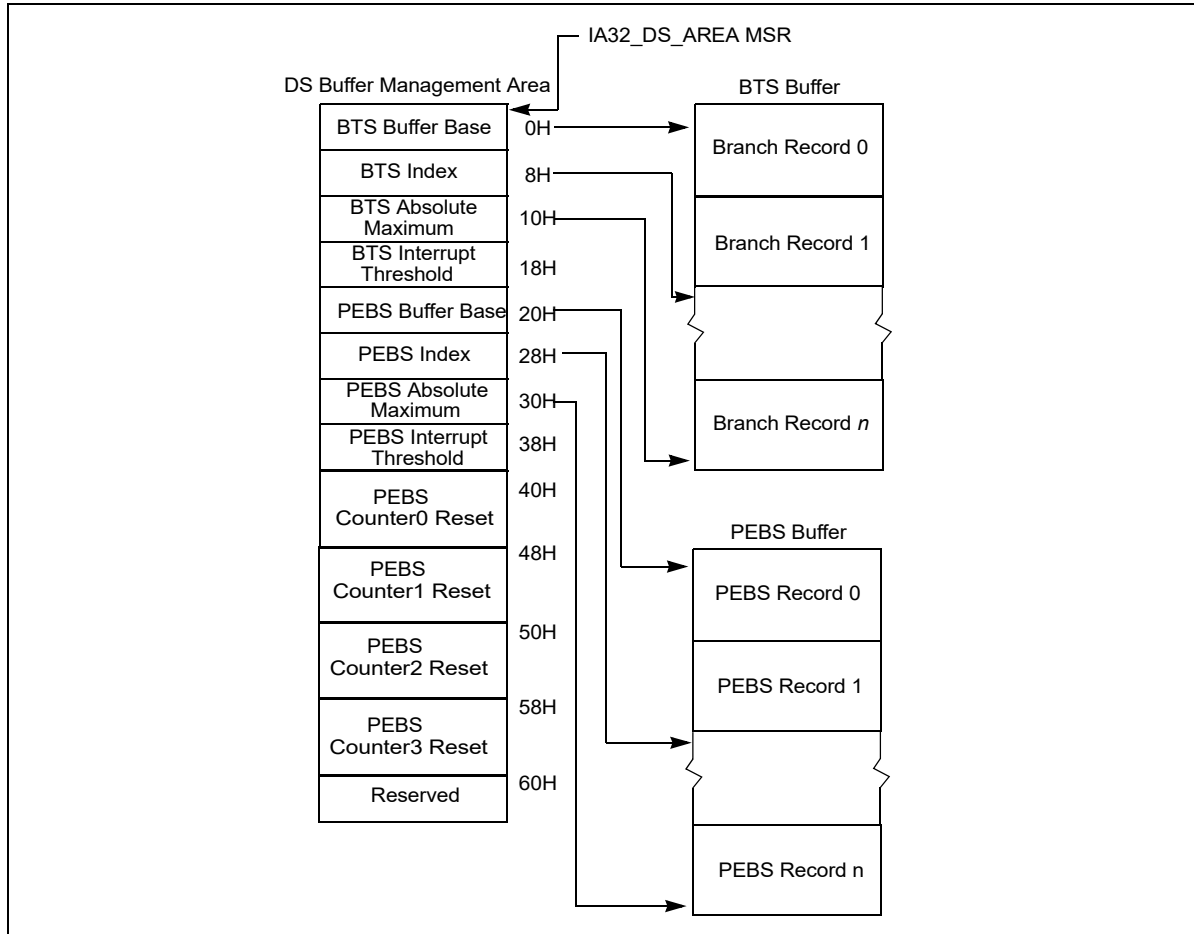 IA32_DS_AREA MSR
DS Buffer Management Area
BTS Buffer Base
0H
BTS Index
8H
BTS Absolute
Maximum
10H
BTS Interrupt
Threshold
18H
PEBS Buffer Base
20H
PEBS Index
28H
PEBS Absolute
Maximum
30H
PEBS Interrupt
Threshold
38H
PEBS
Counter0 Reset
40H
PEBS
Counter1 Reset
48H
PEBS
Counter2 Reset
50H
PEBS
Counter3 Reset
58H
Reserved
60H
BTS Buffer
Branch Record 0
Branch Record 1
Branch Record n
PEBS Buffer
PEBS Record 0
PEBS Record 1
PEBS Record n